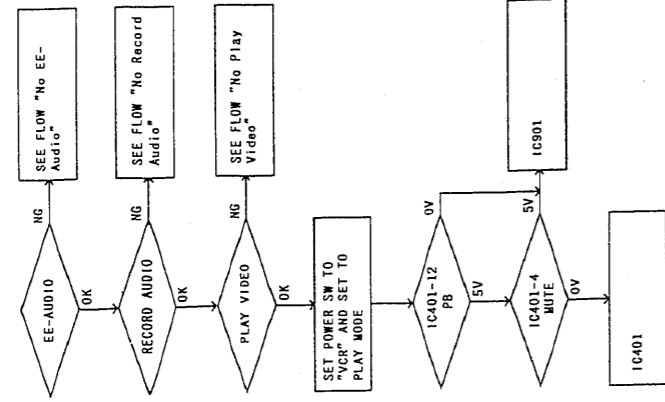 EE-AUDIO
NG
SEE FLOW "No EE-
Audio"
OK
RECORD AUDIO
NG
SEE FLOW "No Record
Audio"
OK
PLAY VIDEO
NG
SEE FLOW "No Play
Video"
OK
SET POWER SW TO
"VCR" AND SET TO
PLAY MODE
IC401-12
PB
0V
5V
IC401-4
MUTE
5V
IC901
0V
IC401